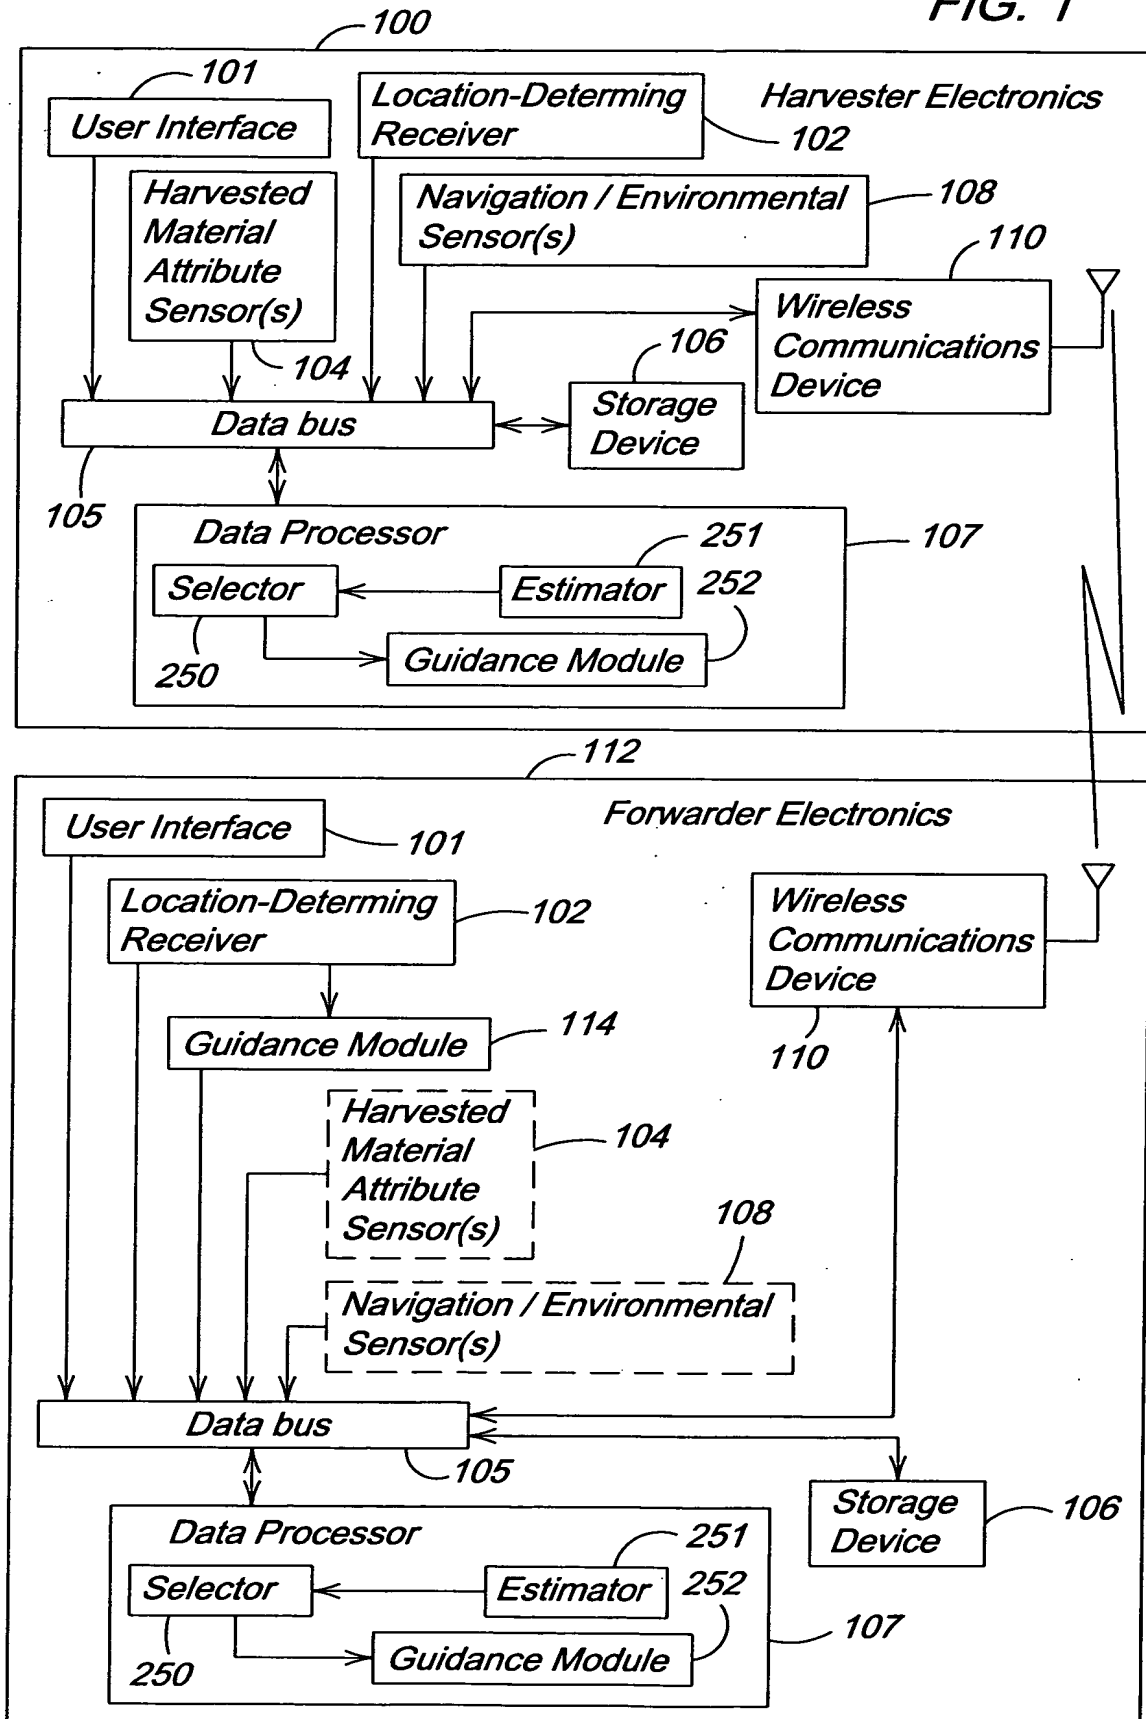 FIG. 1
100
101
User Interface
Location-Determing
Receiver
102
Harvester Electronics
Harvested
Material
Attribute
Sensor(s)
104
Navigation / Environmental
Sensor(s)
108
110
Wireless
Communications
Device
106
Storage
Device
Data bus
105
Data Processor
107
Selector
250
251
Estimator
252
Guidance Module
112
Forwarder Electronics
User Interface
101
Location-Determing
Receiver
102
Wireless
Communications
Device
110
Guidance Module
114
Harvested
Material
Attribute
Sensor(s)
104
108
Navigation / Environmental
Sensor(s)
Data bus
105
Storage
Device
106
Data Processor
251
Selector
Estimator
252
250
Guidance Module
107